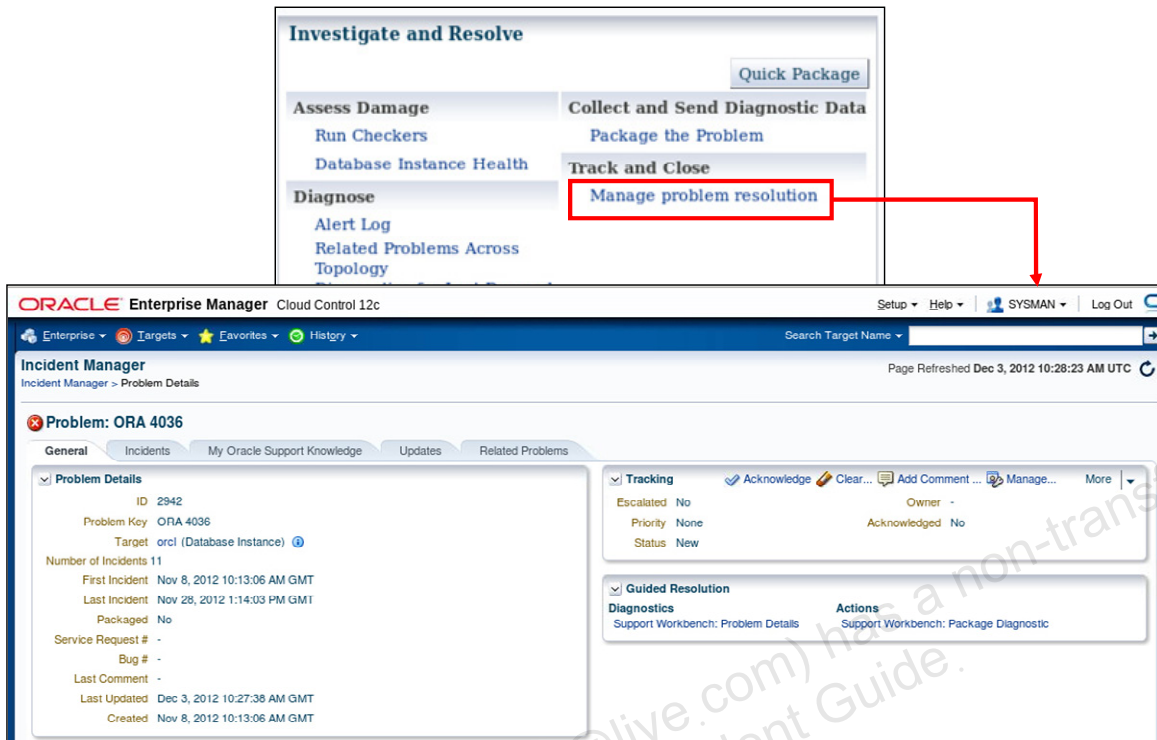 Investigate and Resolve
Quick Package
Assess Damage
Run Checkers
Database Instance Health
Diagnose
Alert Log
Related Problems Across
Topology
Collect and Send Diagnostic Data
Package the Problem
Track and Close
Manage problem resolution
ORACLE Enterprise Manager Cloud Control 12c
Setup Help SYSMAN Log Out
Enterprise Targets Favorites History Search Target Name
Incident Manager
Page Refreshed Dec 3, 2012 10:28:23 AM UTC
Incident Manager > Problem Details
Problem: ORA 4036
General Incidents My Oracle Support Knowledge Updates Related Problems
Problem Details
ID 2942
Problem Key ORA 4036
Target orcl (Database Instance)
Number of Incidents 11
First Incident Nov 8, 2012 10:13:06 AM GMT
Last Incident Nov 28, 2012 1:14:03 PM GMT
Packaged No
Service Request # -
Bug # -
Last Comment -
Last Updated Dec 3, 2012 10:27:38 AM GMT
Created Nov 8, 2012 10:13:06 AM GMT
Tracking Acknowledge Clear... Add Comment ... Manage... More
Escalated No Owner -
Priority None Acknowledged No
Status New
Guided Resolution
Diagnostics Actions
Support Workbench: Problem Details Support Workbench: Package Diagnostic
live.com) has a non-trans
Guide.